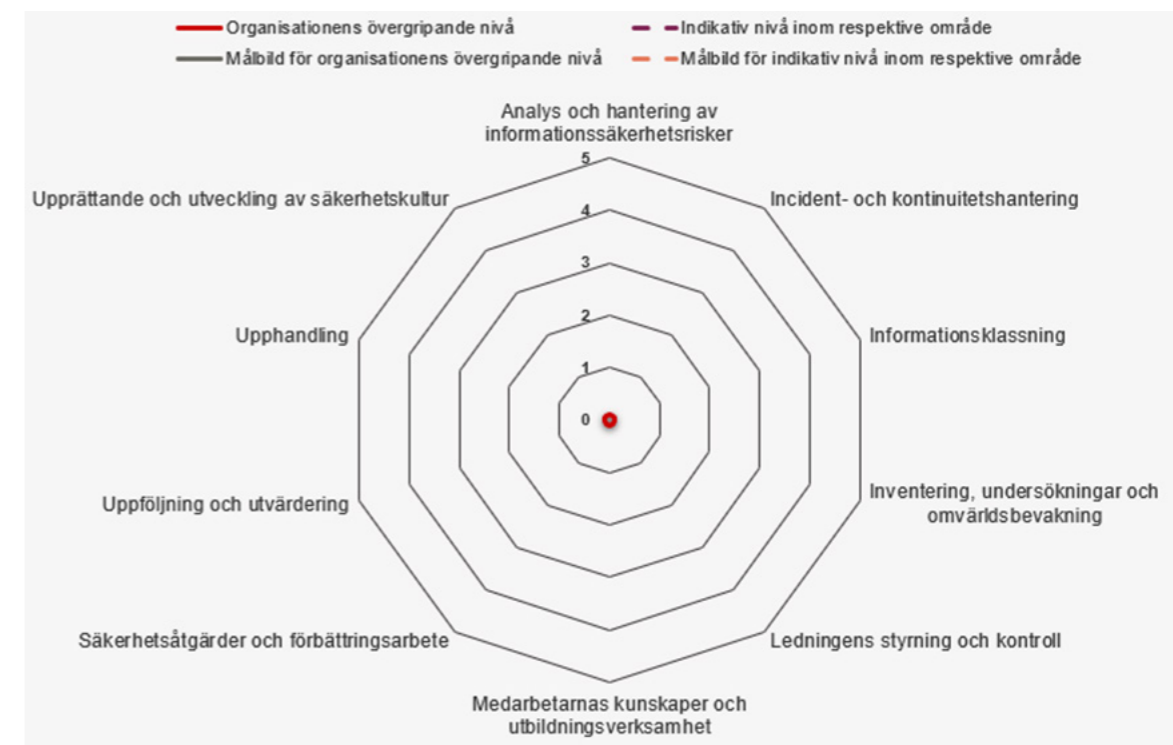 Organisationens övergripande nivå
Indikativ nivå inom respektive område
Målbild för organisationens övergripande nivå
Målbild för indikativ nivå inom respektive område
Analys och hantering av
informationssäkerhetsrisker
5
Upprättande och utveckling av säkerhetskultur
Incident- och kontinuitetshantering
4
3
2
Upphandling
Informationsklassning
1
0
Uppföljning och utvärdering
Inventering, undersökningar och
omvärldsbevakning
Säkerhetsåtgärder och förbättringsarbete
Ledningens styrning och kontroll
Medarbetarnas kunskaper och
utbildningsverksamhet